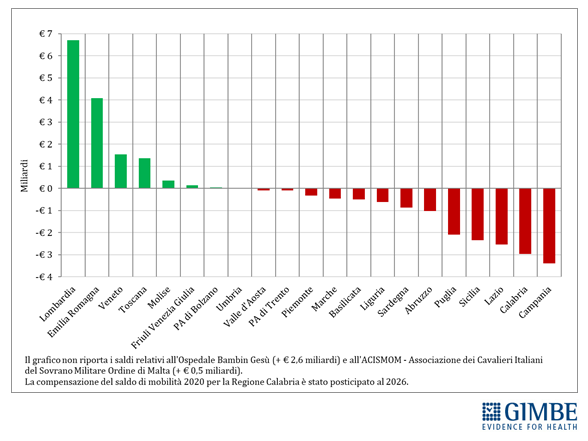 € 7
€ 6
€ 5
€ 4
€ 3
€ 2
€ 1
€ 0
-€ 1
-€ 2
-€ 3
-€ 4
Miliardi
Lombardia
Emilia Romagna
Veneto
Toscana
Molise
Friuli Venezia Giulia
PA di Bolzano
Umbria
Valle d'Aosta
PA di Trento
Piemonte
Marche
Basilicata
Liguria
Sardegna
Abruzzo
Puglia
Sicilia
Lazio
Calabria
Campania
Il grafico non riporta i saldi relativi all'Ospedale Bambin Gesù (+ € 2,6 miliardi) e all'ACISMOM - Associazione dei Cavalieri Italiani
del Sovrano Militare Ordine di Malta (+ € 0,5 miliardi).
La compensazione del saldo di mobilità 2020 per la Regione Calabria è stato posticipato al 2026.
GIMBE
EVIDENCE FOR HEALTH